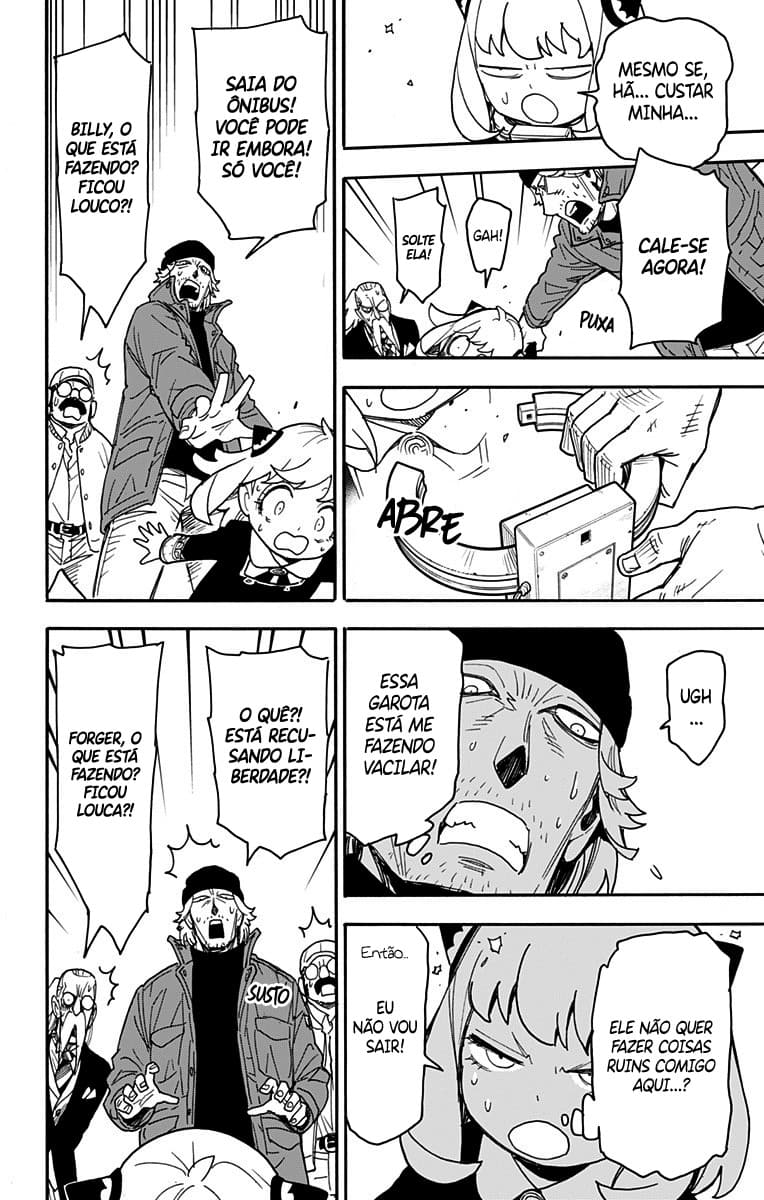 MESMO SE,
HÃ... CUSTAR
MINHA...
CALE-SE
AGORA!
GAH!
SOLTE
ELA!
PUXA
ABRE
SAIA DO
ÔNIBUS!
VOCÊ PODE
IR EMBORA!
SÓ VOCÊ!
BILLY, O
QUE ESTÁ
FAZENDO?
FICOU
LOUCO?!
UGH
...
ESSA
GAROTA
ESTÁ ME
FAZENDO
VACILAR!
ELE NÃO QUER
FAZER COISAS
RUINS COMIGO
AQUI...?
Então..
EU
NÃO VOU
SAIR!
O QUÊ?!
ESTÁ RECU-
SANDO LI-
BERDADE?!
FORGER, O
QUE ESTÁ
FAZENDO?
FICOU
LOUCA?!
SUSTO